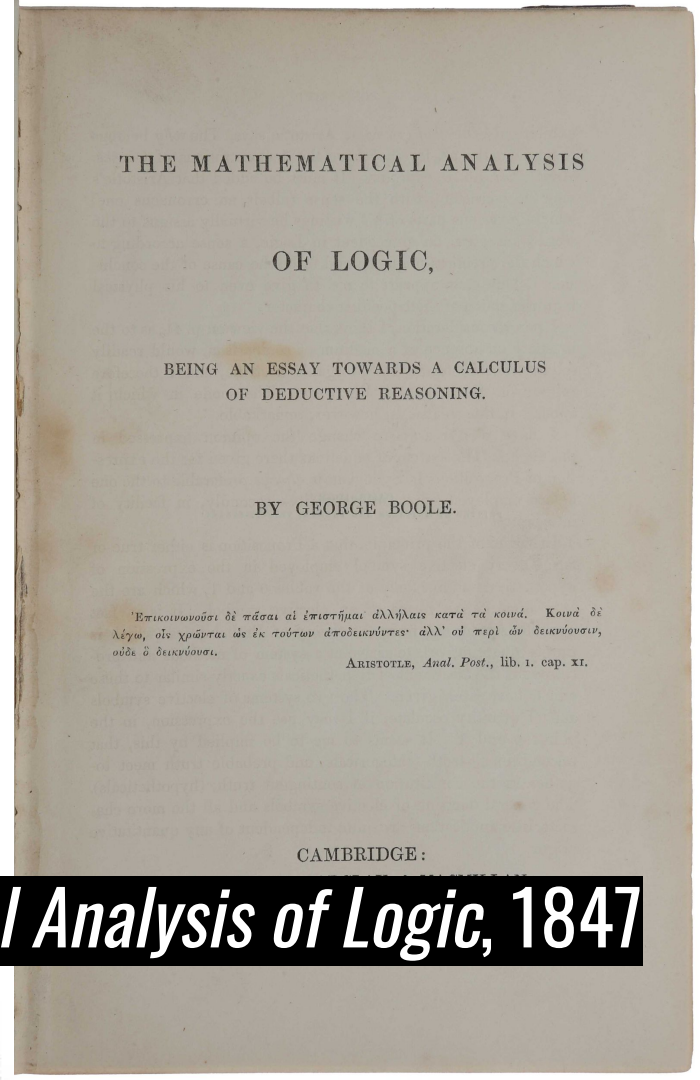 THE MATHEMATICAL ANALYSIS
OF LOGIC,
BEING AN ESSAY TOWARDS A CALCULUS
OF DEDUCTIVE REASONING.
BY GEORGE BOOLE.
Ἐπικοινωνοῦσι δὲ πᾶσαι αἱ ἐπιστῆμαι ἀλλήλαις κατὰ τὰ κοινά. Κοινὰ δὲ
λέγω, οἷς χρῶνται ὡς ἐκ τούτων ἀποδεικνύντες· ἀλλ' οὐ περὶ ὧν δεικνύουσιν,
οὐδὲ ὃ δεικνύουσι.
ARISTOTLE, Anal. Post., lib. I. cap. XI.
CAMBRIDGE:
l Analysis of Logic, 1847